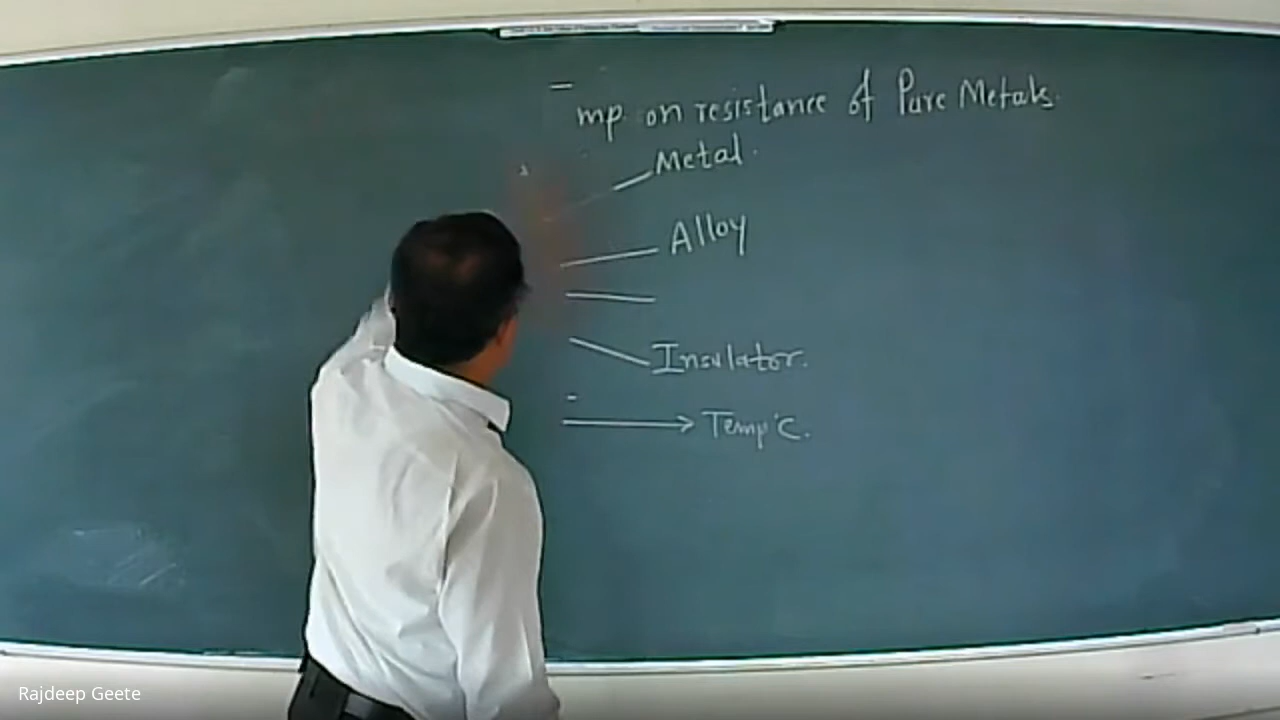 mp on resistance of Pure Metals.
Metal.
Alloy
Insulator.
Temp°C.
Rajdeep Geete